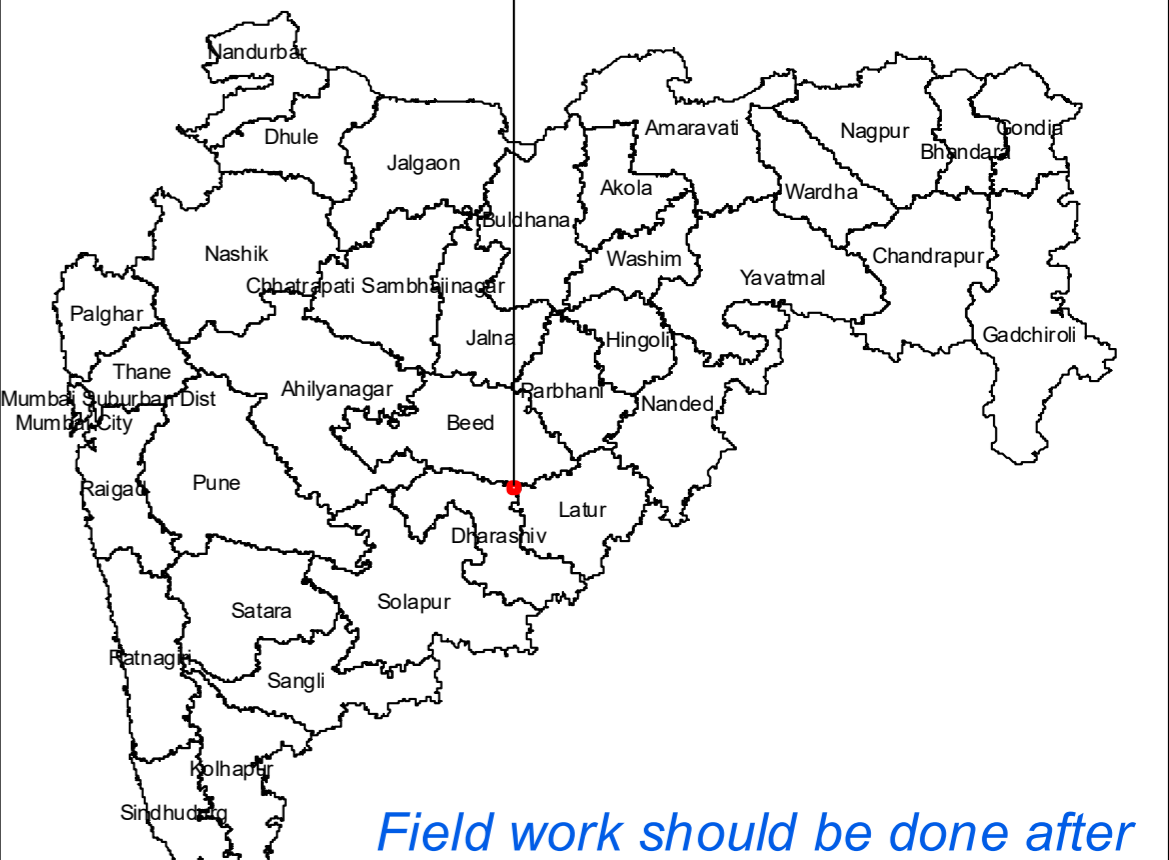 Nandurbar
Dhule
Jalgaon
Amaravati
Nagpur
Gondia
Bhandara
Akola
Wardha
Buldhana
Nashik
Washim
Chandrapur
Chhatrapati Sambhajinagar
Yavatmal
Palghar
Jalna
Hingoli
Gadchiroli
Thane
Ahilyanagar
Parbhani
Mumbai Suburban Dist
Nanded
Mumbai City
Beed
Raigad
Pune
Latur
Dharashiv
Satara
Solapur
Ratnagiri
Sangli
Kolhapur
Sindhudurg
Field work should be done after